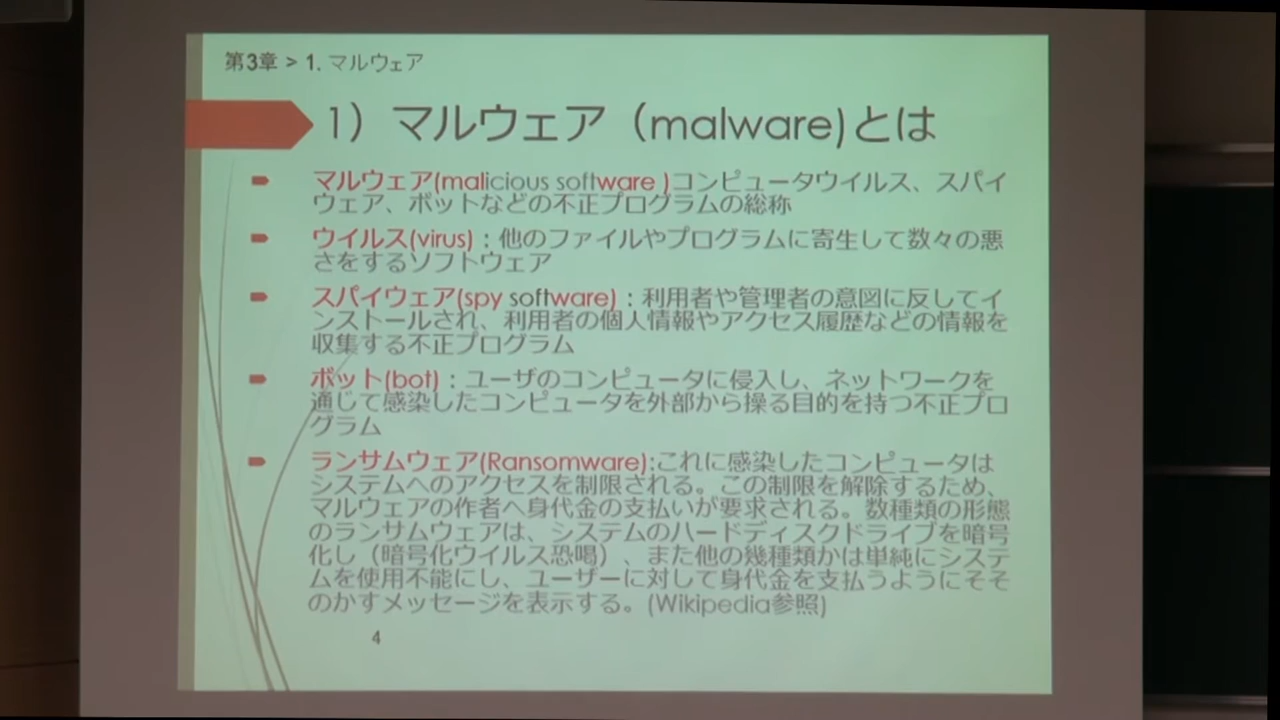 第3章 > 1. マルウェア
1）マルウェア（malware)とは
マルウェア(malicious software )コンピュータウイルス、スパイ
ウェア、ボットなどの不正プログラムの総称
ウイルス(virus)：他のファイルやプログラムに寄生して数々の悪
さをするソフトウェア
スパイウェア(spy software)：利用者や管理者の意図に反してイ
ンストールされ、利用者の個人情報やアクセス履歴などの情報を
収集する不正プログラム
ボット(bot)：ユーザのコンピュータに侵入し、ネットワークを
通じて感染したコンピュータを外部から操る目的を持つ不正プロ
グラム
ランサムウェア(Ransomware):これに感染したコンピュータは
システムへのアクセスを制限される。この制限を解除するため、
マルウェアの作者へ身代金の支払いが要求される。数種類の形態
のランサムウェアは、システムのハードディスクドライブを暗号
化し（暗号化ウイルス恐喝）、また他の幾種類かは単純にシステ
ムを使用不能にし、ユーザーに対して身代金を支払うようにそそ
のかすメッセージを表示する。(Wikipedia参照)
4